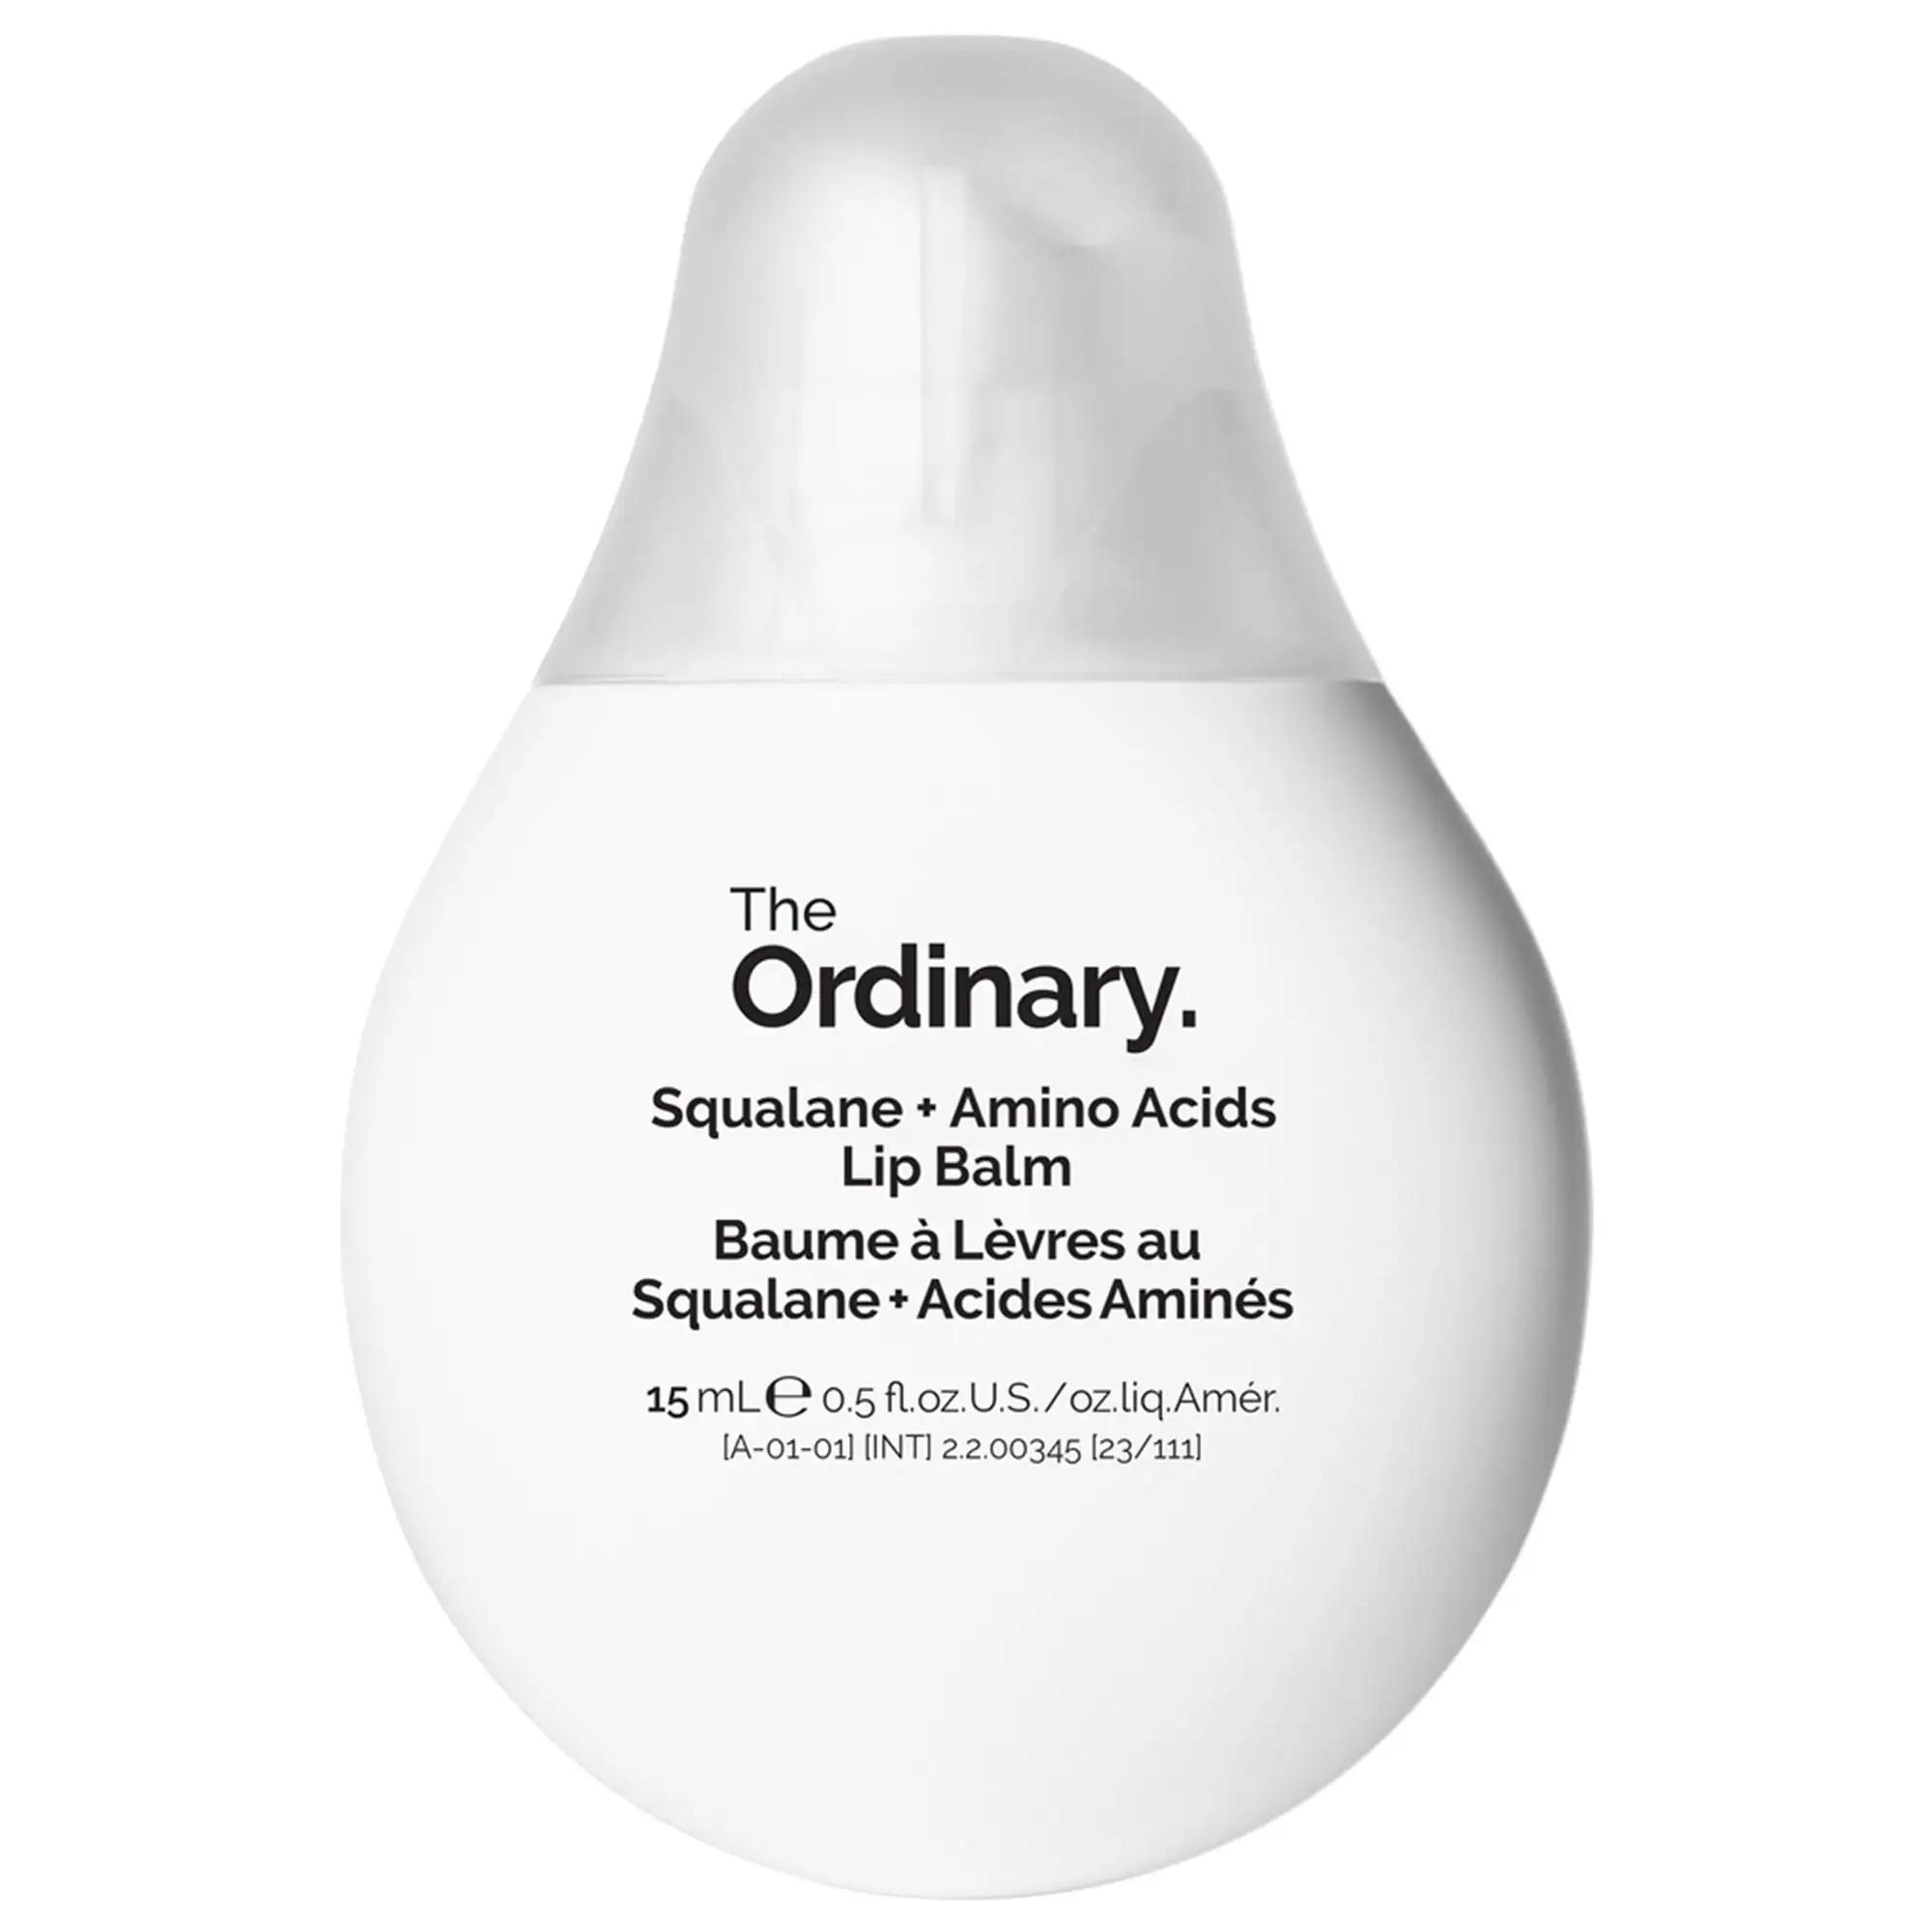 The
Ordinary.
Squalane + Amino Acids
Lip Balm
Baume à Lèvres au
Squalane + Acides Aminés
15 mL ℮ 0.5 fl.oz.U.S./oz.liq.Amér.
[A-01-01] [INT] 2.2.00345 [23/111]